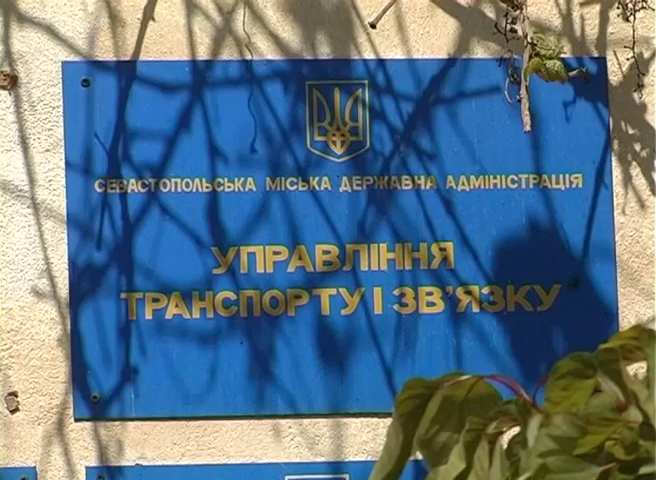 СЕВАСТОПОЛЬСЬКА МІСЬКА ДЕРЖАВНА АДМІНІСТРАЦІЯ
УПРАВЛІННЯ
ТРАНСПОРТУ І ЗВ'ЯЗКУ